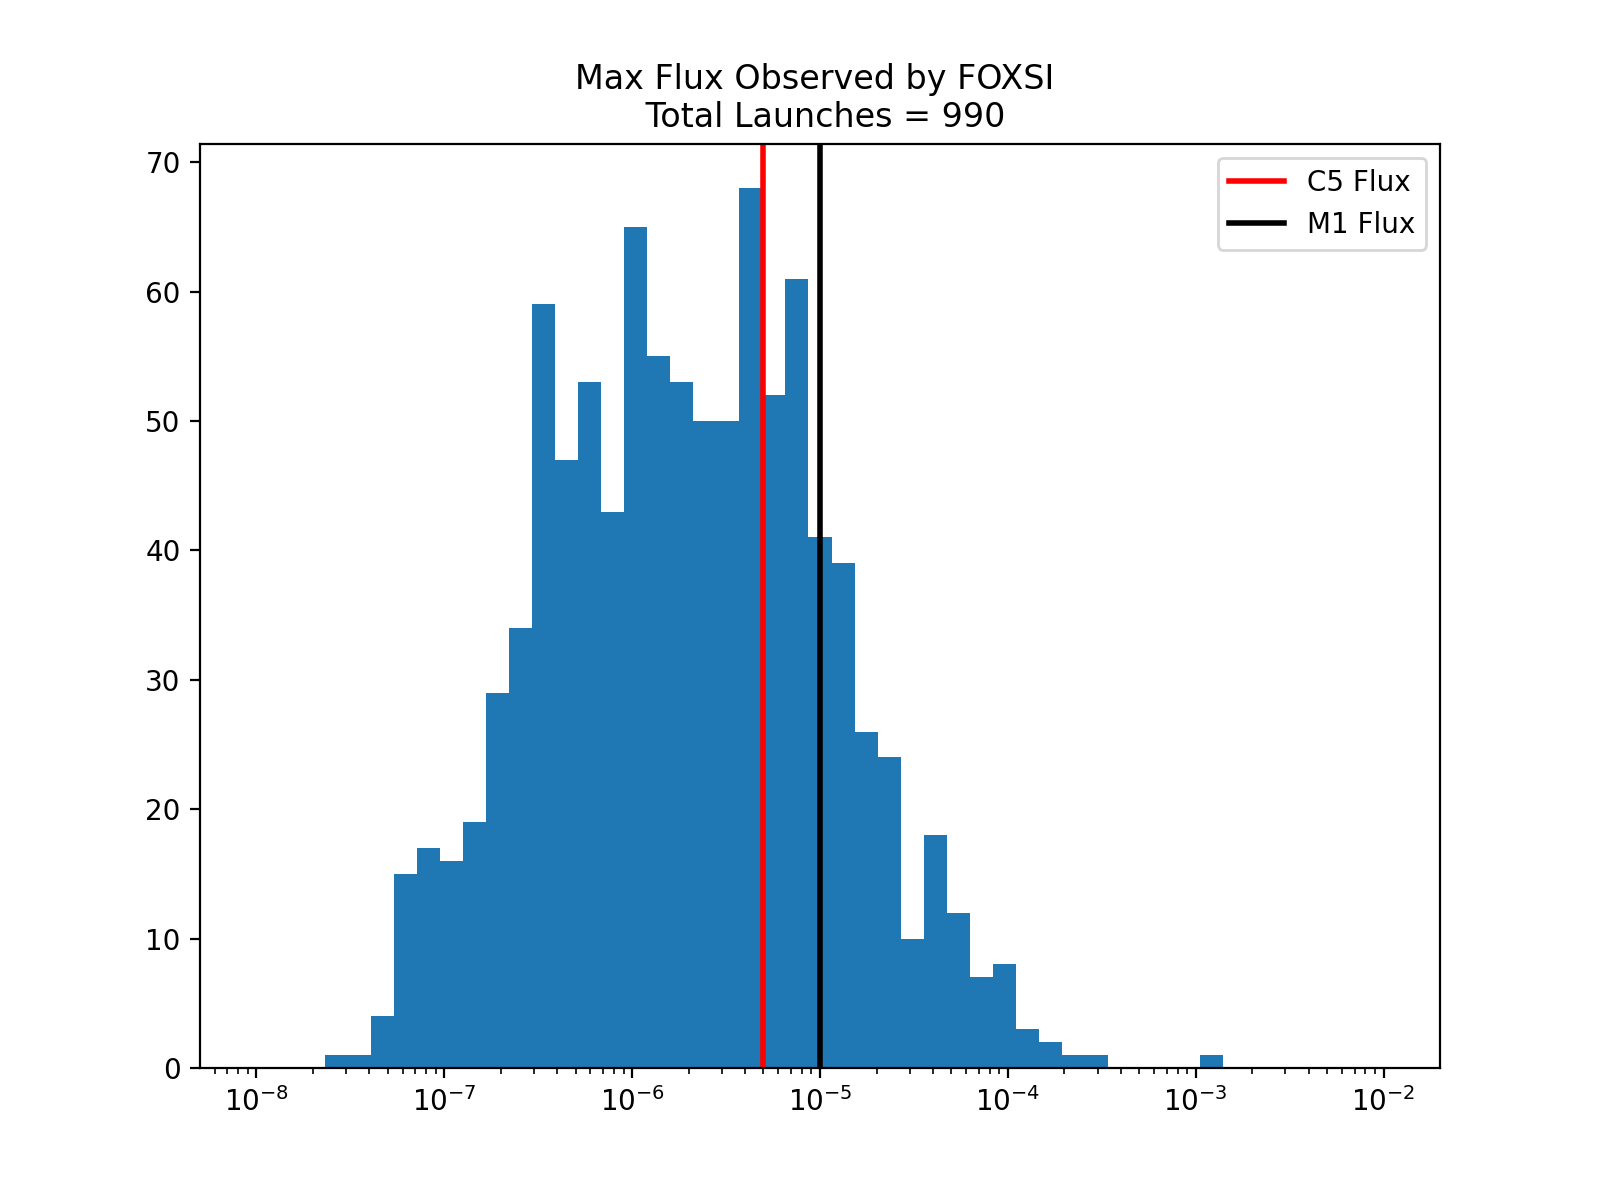 Max Flux Observed by FOXSI
Total Launches = 990
C5 Flux
M1 Flux
70
60
50
40
30
20
10
0
10⁻⁸ 10⁻⁷ 10⁻⁶ 10⁻⁵ 10⁻⁴ 10⁻³ 10⁻²